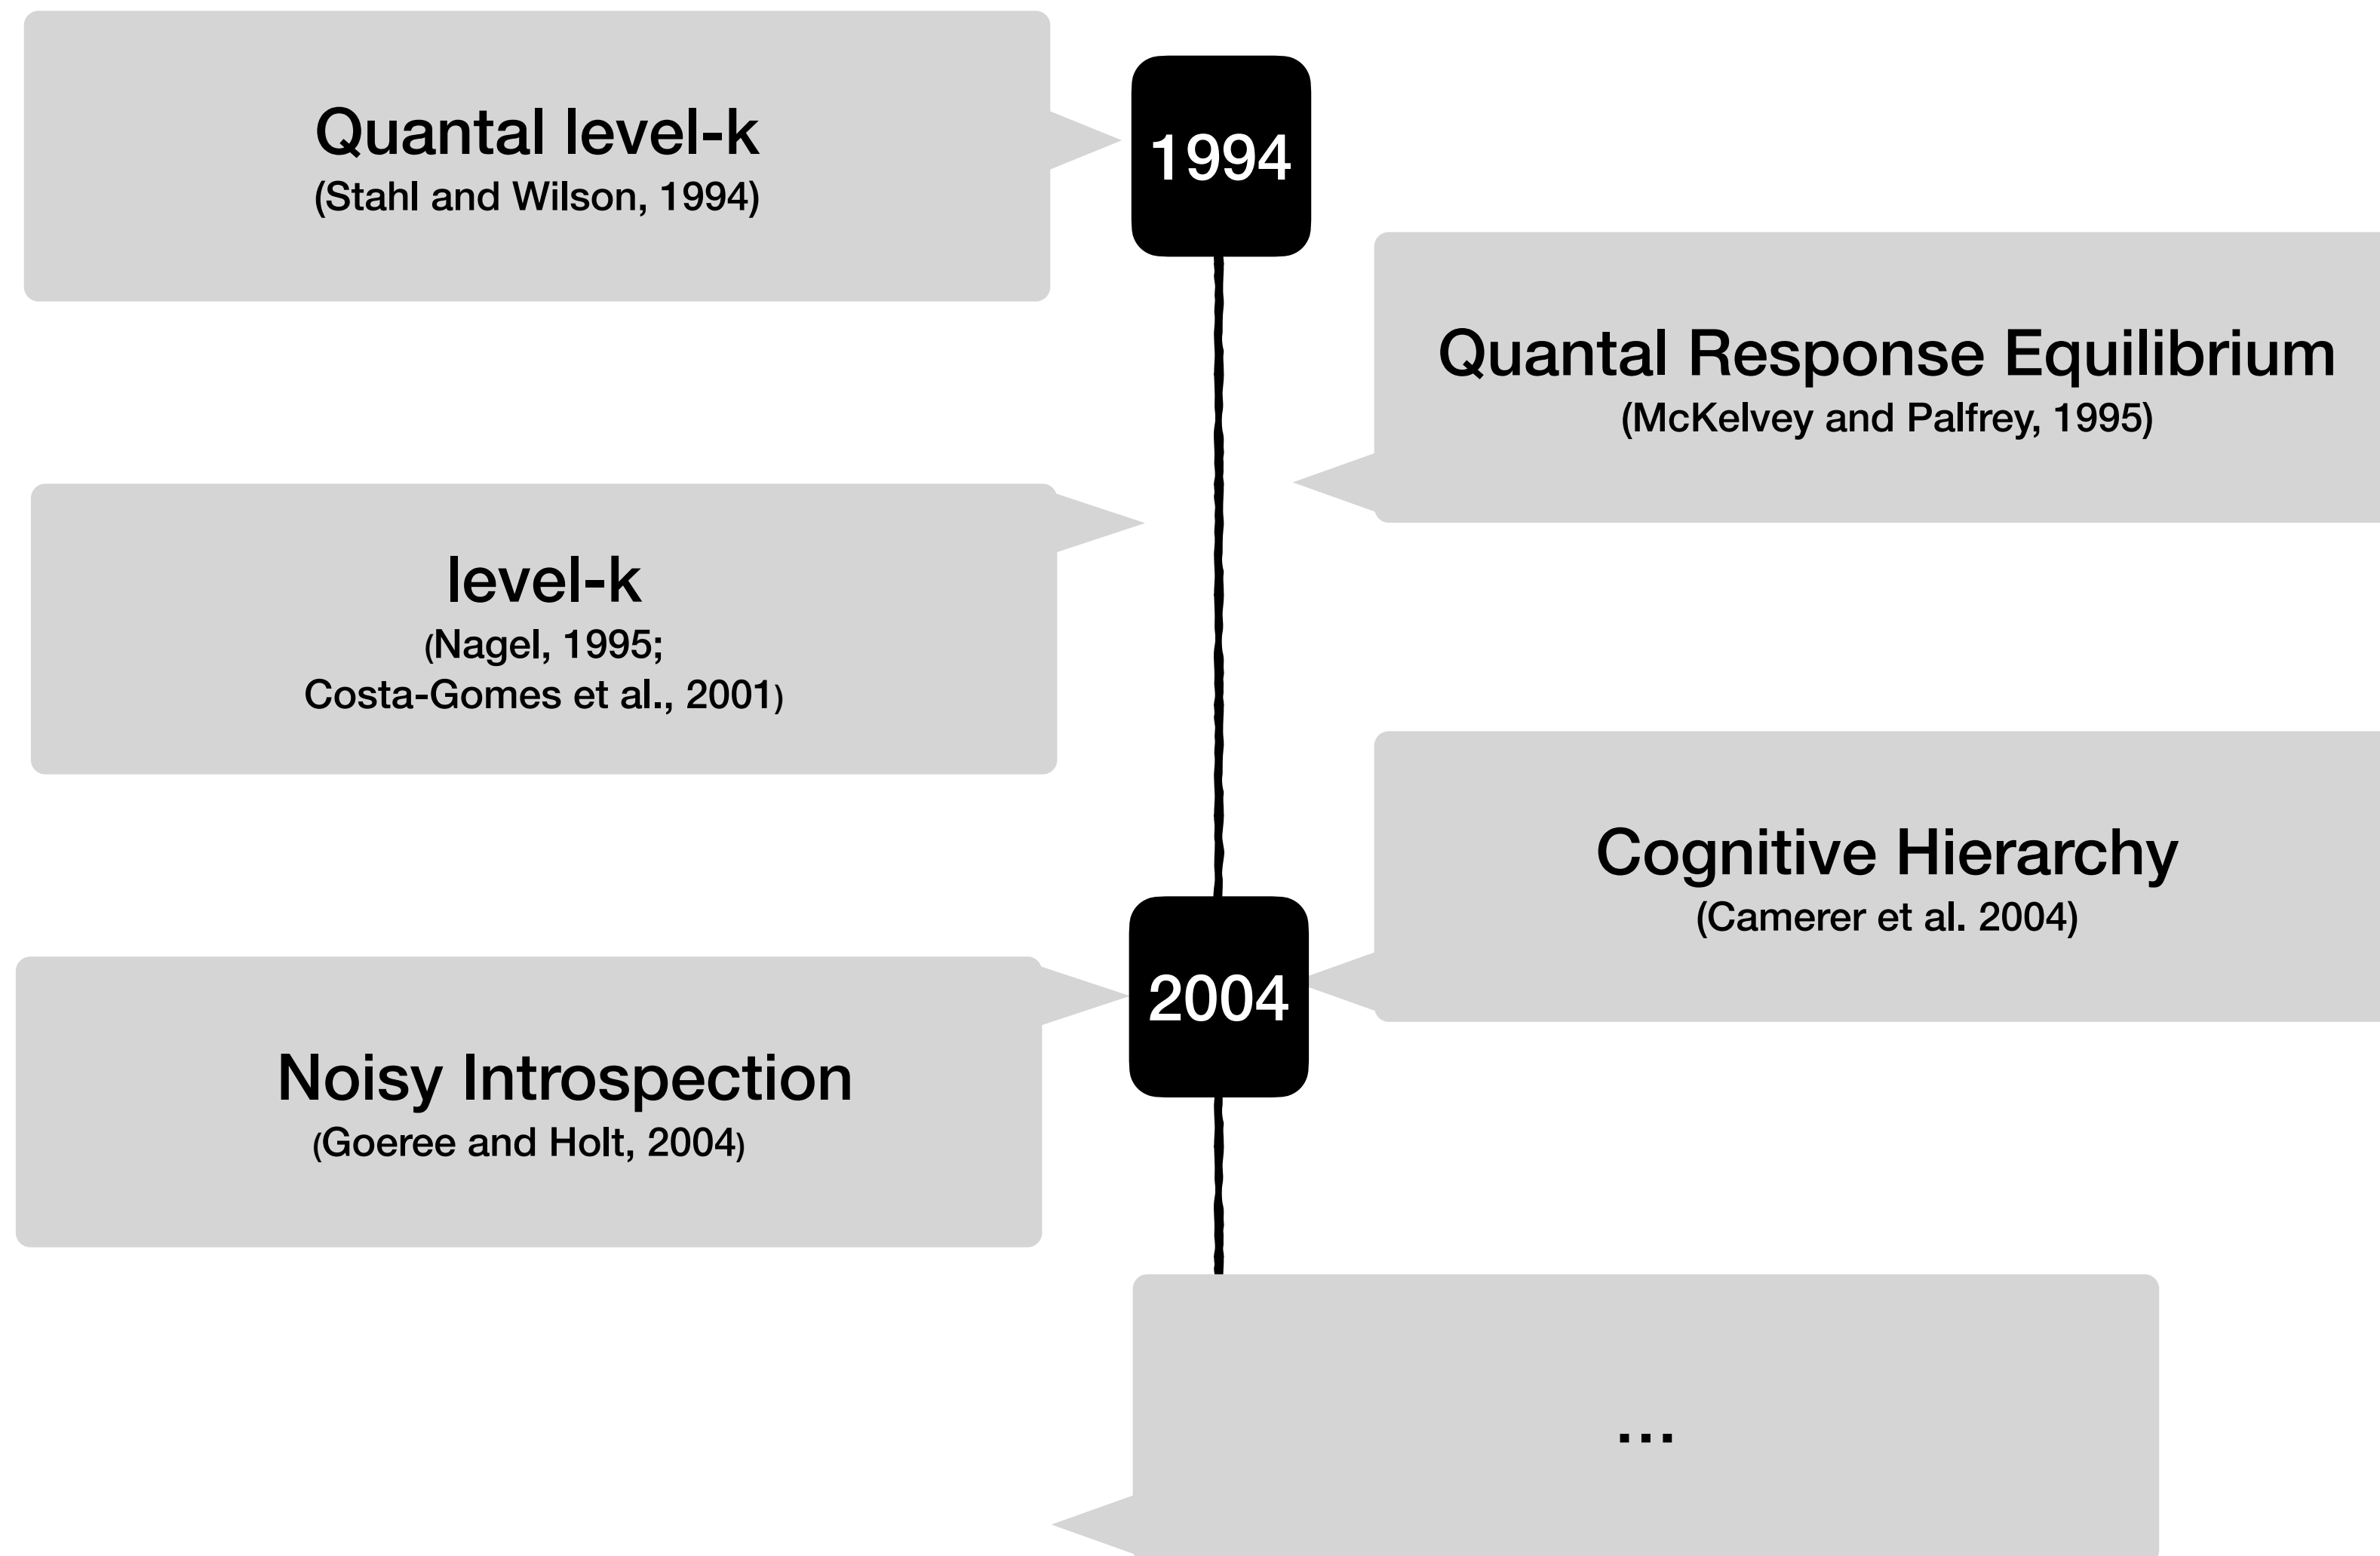 Quantal level-k
(Stahl and Wilson, 1994)
1994
Quantal Response Equilibrium
(McKelvey and Palfrey, 1995)
level-k
(Nagel, 1995;
Costa-Gomes et al., 2001)
Cognitive Hierarchy
(Camerer et al. 2004)
2004
Noisy Introspection
(Goeree and Holt, 2004)
...